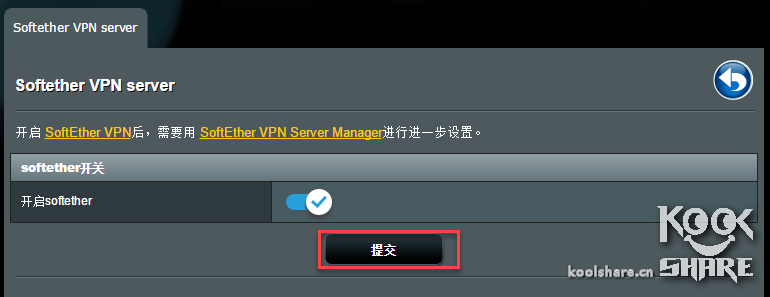 Softether VPN server
Softether VPN server
开启 SoftEther VPN后，需要用 SoftEther VPN Server Manager进行进一步设置。
softether开关
开启softether
提交
KOOL
SHARE
koolshare.cn